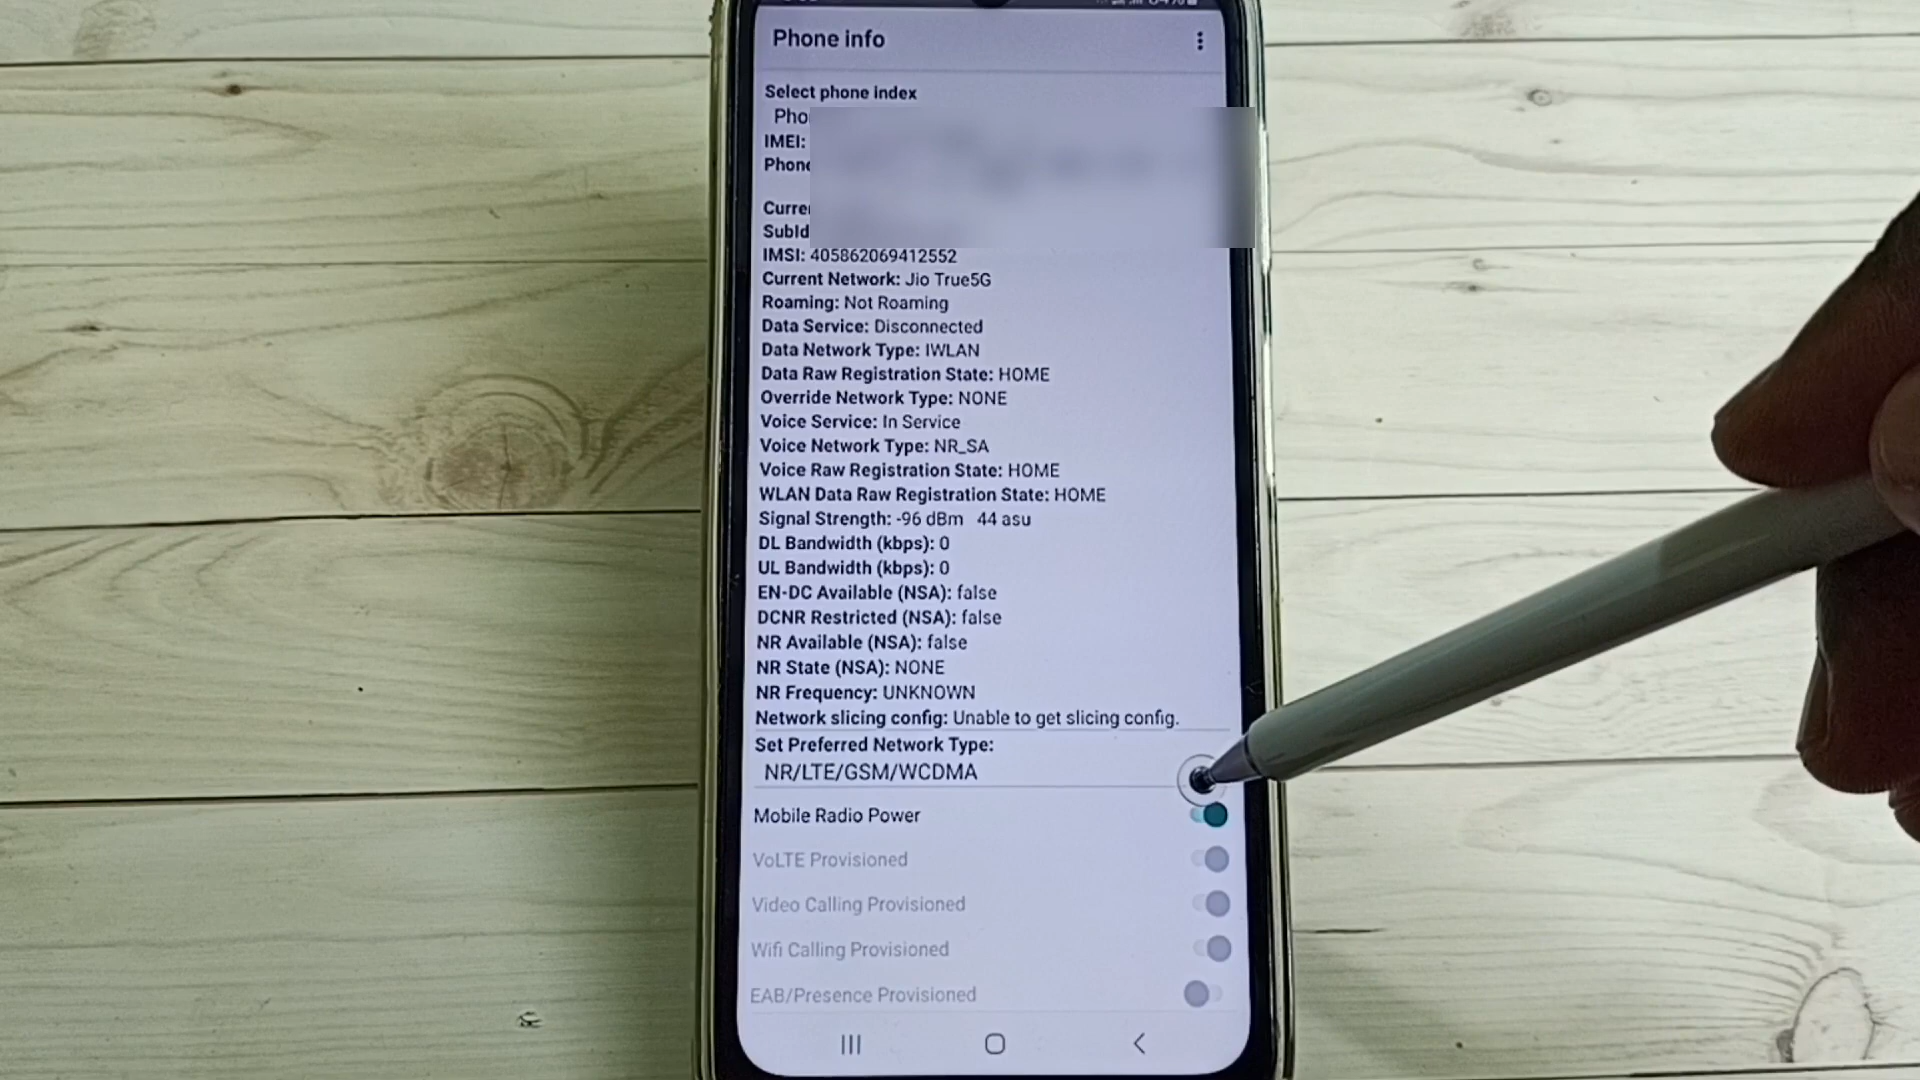 Phone info
Select phone index
Pho
IMEI:
Phone
Curre
SubId
IMSI: 405862069412552
Current Network: Jio True5G
Roaming: Not Roaming
Data Service: Disconnected
Data Network Type: IWLAN
Data Raw Registration State: HOME
Override Network Type: NONE
Voice Service: In Service
Voice Network Type: NR_SA
Voice Raw Registration State: HOME
WLAN Data Raw Registration State: HOME
Signal Strength: -96 dBm 44 asu
DL Bandwidth (kbps): 0
UL Bandwidth (kbps): 0
EN-DC Available (NSA): false
DCNR Restricted (NSA): false
NR Available (NSA): false
NR State (NSA): NONE
NR Frequency: UNKNOWN
Network slicing config: Unable to get slicing config.
Set Preferred Network Type:
NR/LTE/GSM/WCDMA
Mobile Radio Power
VoLTE Provisioned
Video Calling Provisioned
Wifi Calling Provisioned
EAB/Presence Provisioned